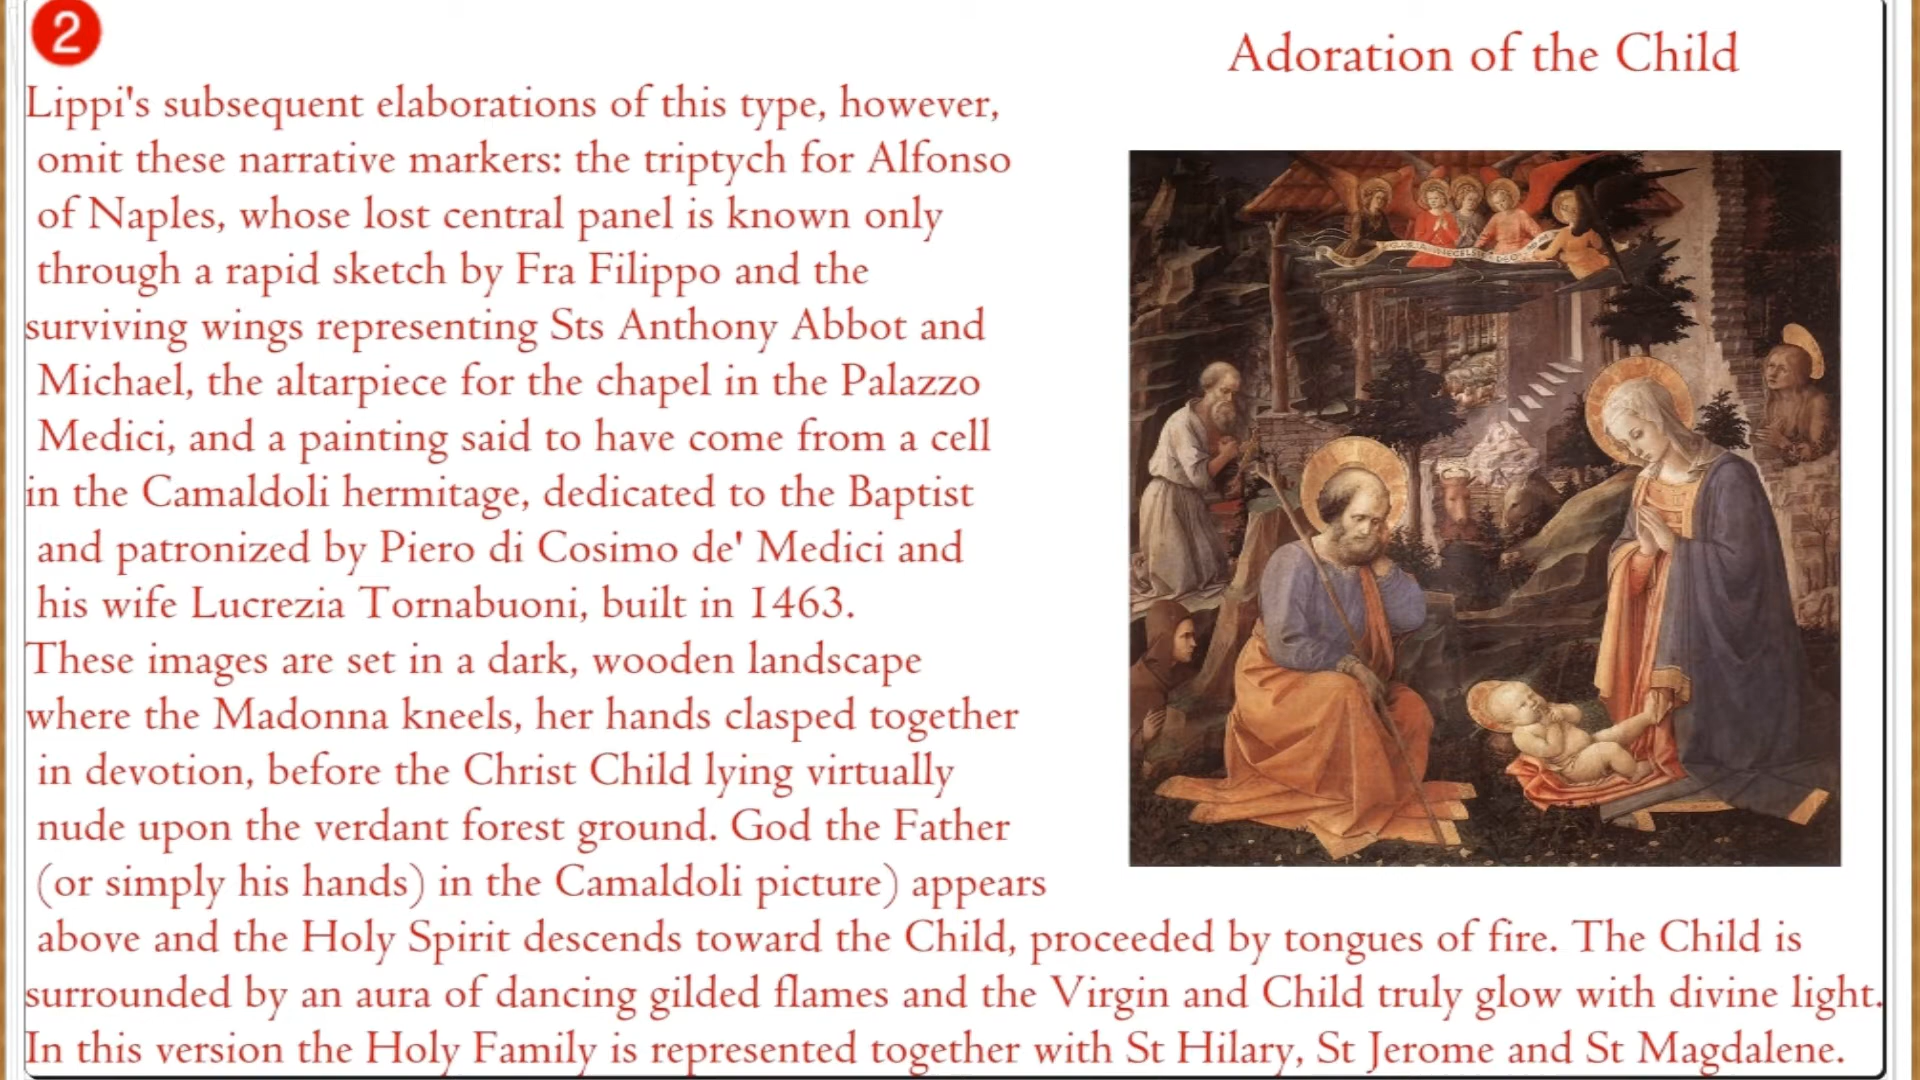 2
Adoration of the Child
Lippi's subsequent elaborations of this type, however,
omit these narrative markers: the triptych for Alfonso
of Naples, whose lost central panel is known only
through a rapid sketch by Fra Filippo and the
surviving wings representing Sts Anthony Abbot and
Michael, the altarpiece for the chapel in the Palazzo
Medici, and a painting said to have come from a cell
in the Camaldoli hermitage, dedicated to the Baptist
and patronized by Piero di Cosimo de' Medici and
his wife Lucrezia Tornabuoni, built in 1463.
These images are set in a dark, wooden landscape
where the Madonna kneels, her hands clasped together
in devotion, before the Christ Child lying virtually
nude upon the verdant forest ground. God the Father
(or simply his hands) in the Camaldoli picture) appears
above and the Holy Spirit descends toward the Child, proceeded by tongues of fire. The Child is
surrounded by an aura of dancing gilded flames and the Virgin and Child truly glow with divine light.
In this version the Holy Family is represented together with St Hilary, St Jerome and St Magdalene.